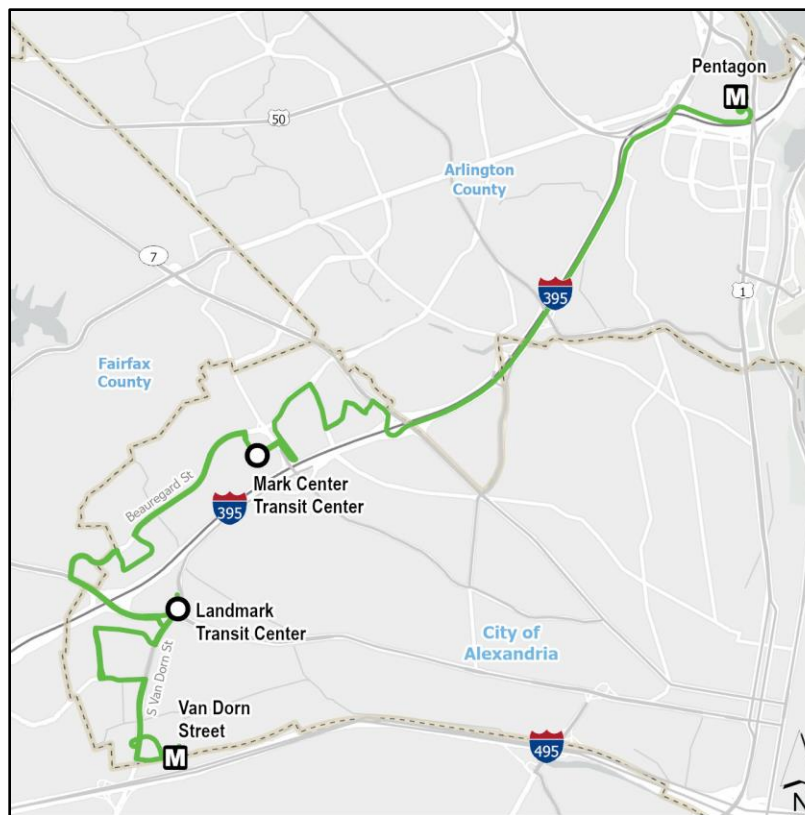 Pentagon
M
50
Arlington
County
7
395
1
Fairfax
County
Mark Center
Transit Center
Beauregard St
395
Landmark
Transit Center
City of
Alexandria
S Van Dorn St
Van Dorn
Street
M
495
N